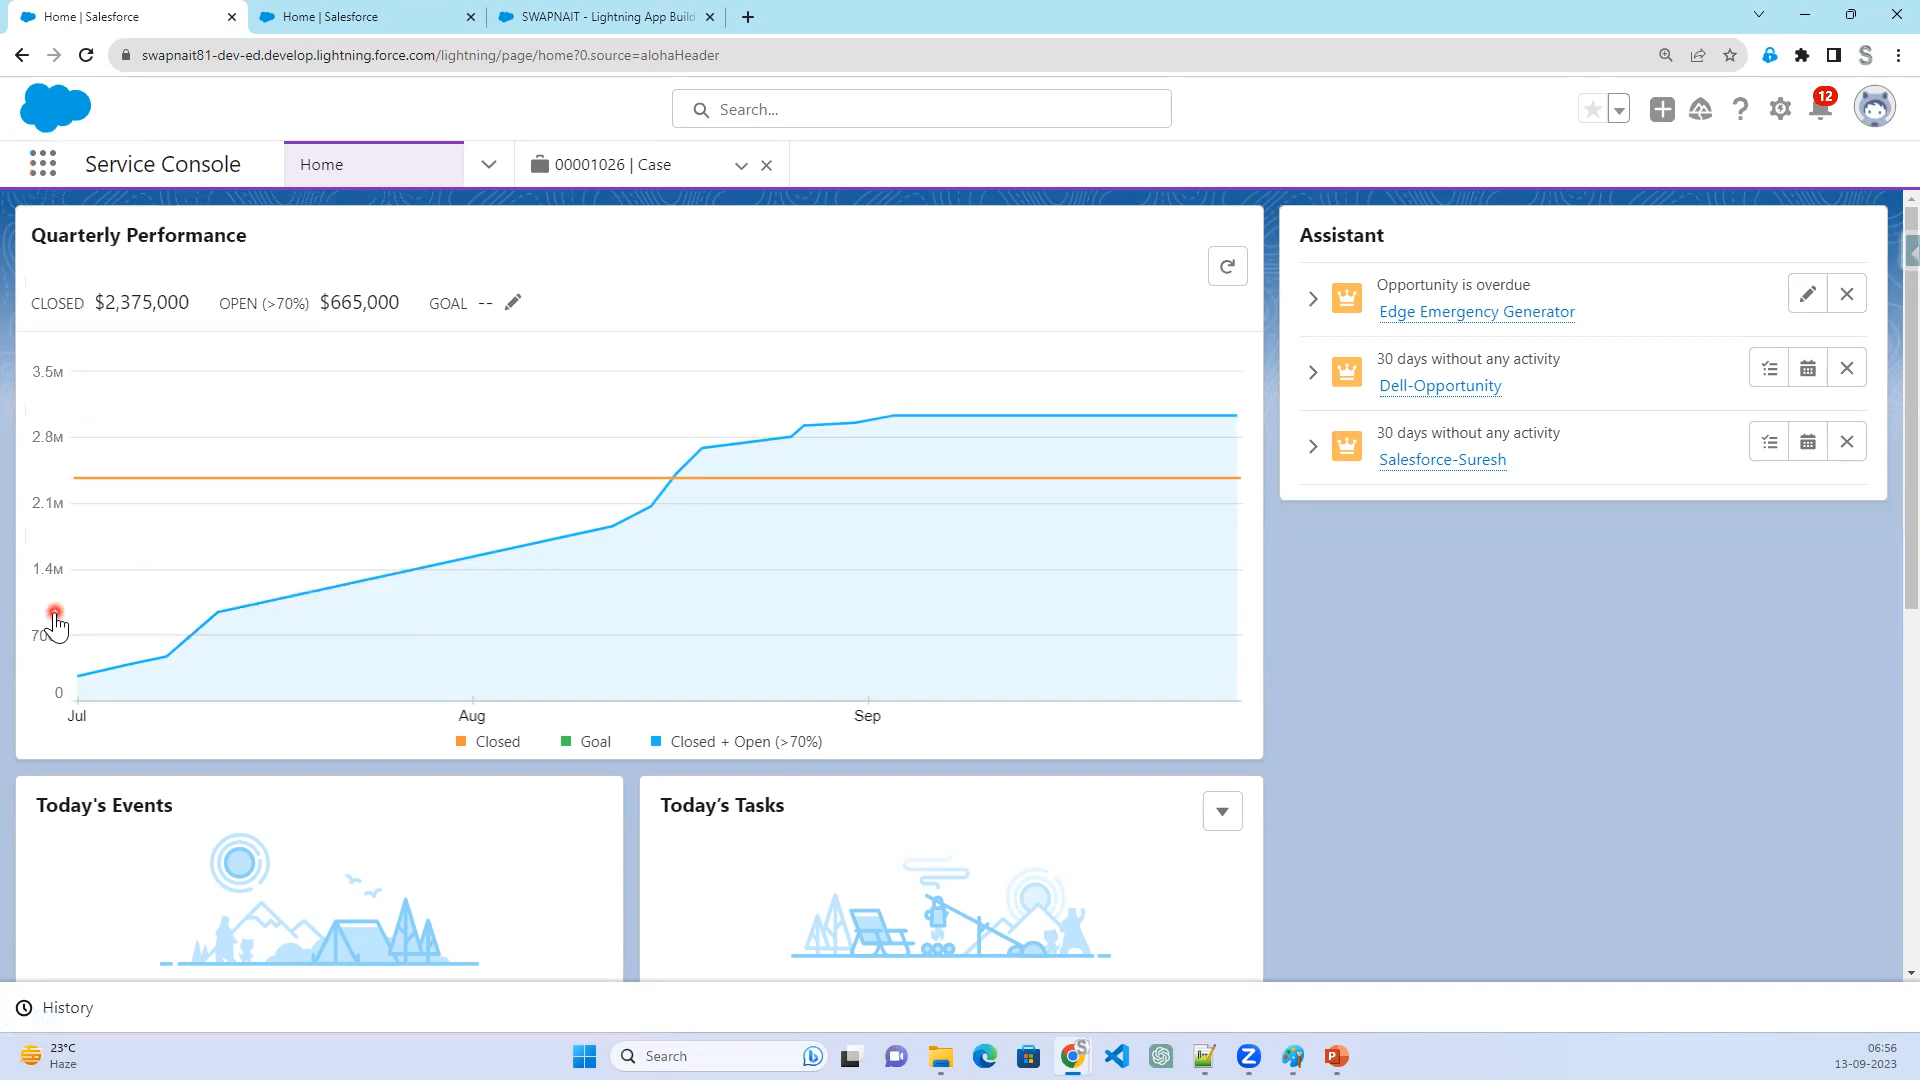 Home | Salesforce
Home | Salesforce
SWAPNAIT - Lightning App Build
swapnait81-dev-ed.develop.lightning.force.com/lightning/page/home?0.source=alohaHeader
Search...
12
Service Console
Home
00001026 | Case
Quarterly Performance
CLOSED $2,375,000 OPEN (>70%) $665,000 GOAL --
3.5M
2.8M
2.1M
1.4M
0
Jul
Aug
Sep
Closed
Goal
Closed + Open (>70%)
Assistant
Opportunity is overdue
Edge Emergency Generator
30 days without any activity
Dell-Opportunity
30 days without any activity
Salesforce-Suresh
Today's Events
Today's Tasks
History
23°C
Haze
Search
06:56
13-09-2023